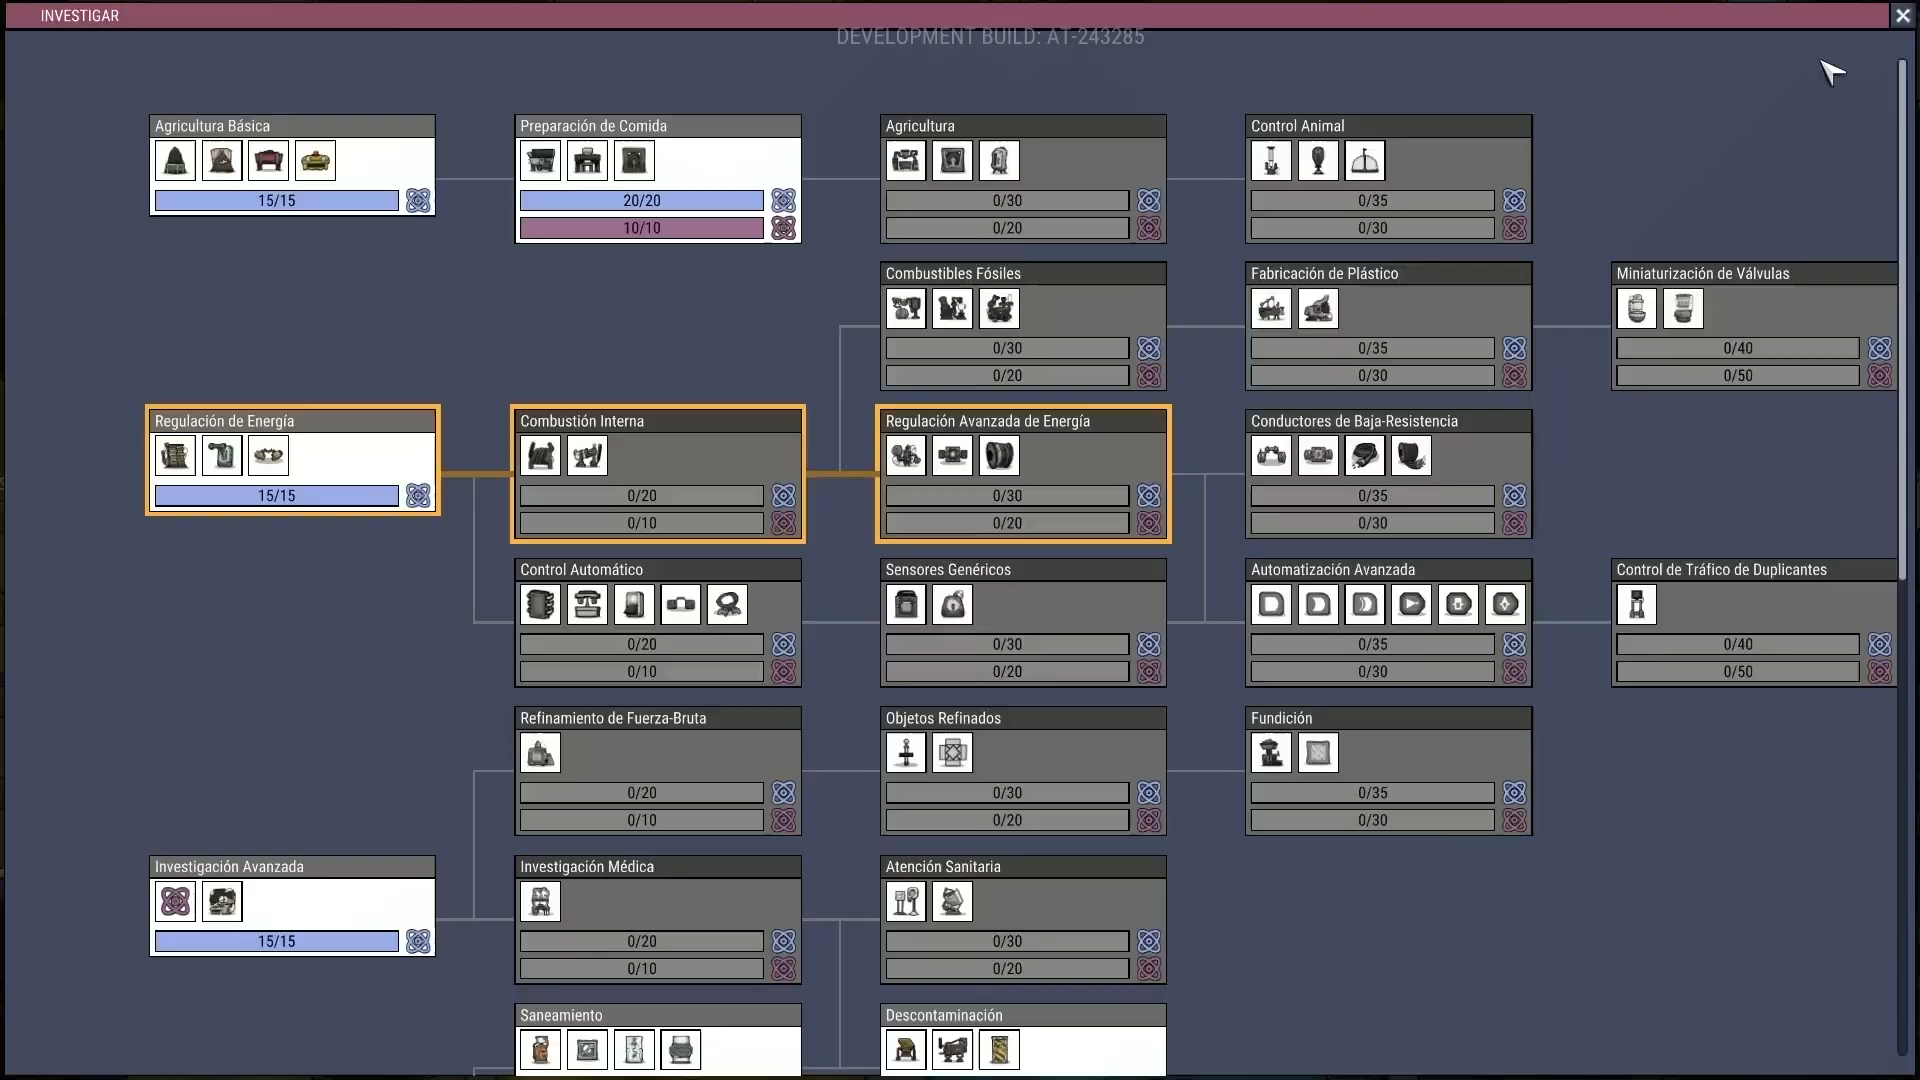 INVESTIGAR
DEVELOPMENT BUILD: AT-243285
Agricultura Básica
15/15
Preparación de Comida
20/20
10/10
Agricultura
0/30
0/20
Control Animal
0/35
0/30
Combustibles Fósiles
0/30
0/20
Fabricación de Plástico
0/35
0/30
Miniaturización de Válvulas
0/40
0/50
Regulación de Energía
15/15
Combustión Interna
0/20
0/10
Regulación Avanzada de Energía
0/30
0/20
Conductores de Baja-Resistencia
0/35
0/30
Control Automático
0/20
0/10
Sensores Genéricos
0/30
0/20
Automatización Avanzada
0/35
0/30
Control de Tráfico de Duplicantes
0/40
0/50
Refinamiento de Fuerza-Bruta
0/20
0/10
Objetos Refinados
0/30
0/20
Fundición
0/35
0/30
Investigación Avanzada
15/15
Investigación Médica
0/20
0/10
Atención Sanitaria
0/30
0/20
Saneamiento
Descontaminación